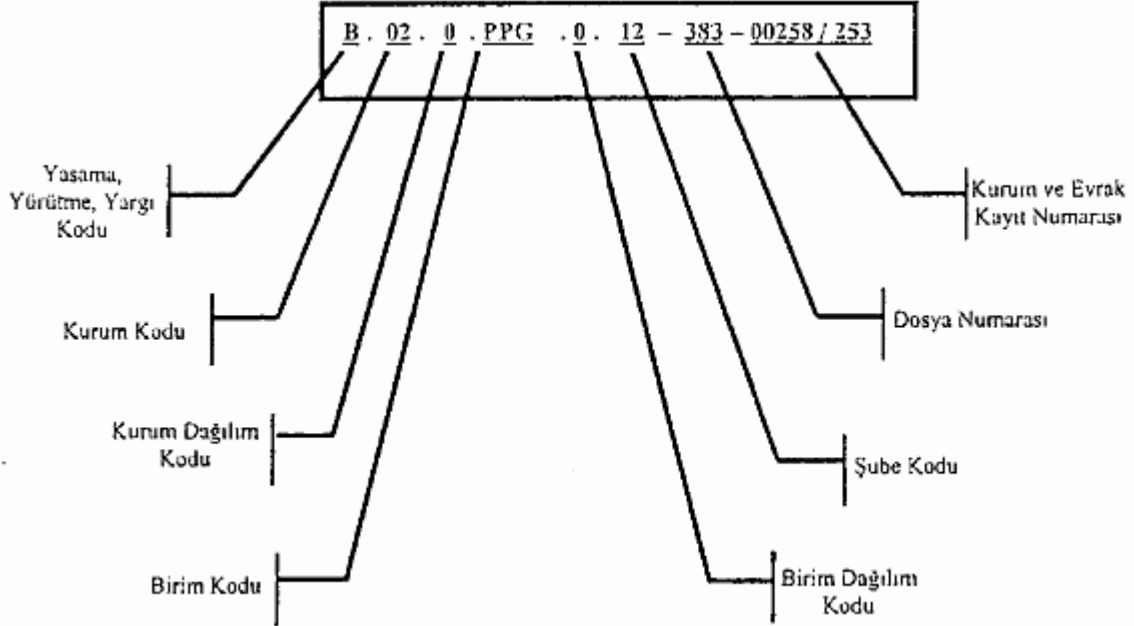 B . 02 . 0 . PPG . 0 . 12 – 383 – 00258 / 253
Yasama,
Yürütme, Yargı
Kodu
Kurum ve Evrak
Kayıt Numarası
Kurum Kodu
Dosya Numarası
Kurum Dağılım
Kodu
Şube Kodu
Birim Kodu
Birim Dağılım
Kodu